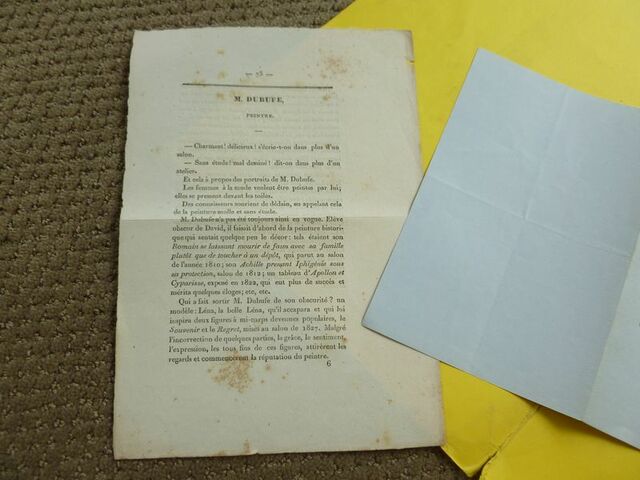 — 73 —
M. DUBUFE,
PEINTRE.
— Charmant! délicieux! s'écrie-t-on dans plus d'un
salon.
— Sans étude! mal dessiné! dit-on dans plus d'un
atelier.
Et cela à propos des portraits de M. Dubufe.
Les femmes à la mode veulent être peintes par lui;
elles se prennent devant les toiles.
Des connaisseurs sourient de dédain, en appelant cela
de la peinture molle et sans étude.
M. Dubufe n'a pas été toujours ainsi en vogue. Élève
obscur de David, il faisait d'abord de la peinture histori-
que qui sentait quelque peu le décor: tels étaient son
Romain se laissant mourir de faim avec sa famille
plutôt que de toucher à un dépôt, qui parut au salon
de l'année 1810; son Achille prenant Iphigénie sous
sa protection, salon de 1812; un tableau d'Apollon et
Cyparisse, exposé en 1822, qui eut plus de succès et
mérita quelques éloges; etc, etc.
Qui a fait sortir M. Dubufe de son obscurité? un
modèle: Léna, la belle Léna, qu'il accapara et qui lui
inspira deux figures à mi-corps devenues populaires, le
Souvenir et le Regret, mises au salon de 1827. Malgré
l'incorrection de quelques parties, la grâce, le sentiment,
l'expression, les tons fins de ces figures, attirèrent les
regards et commencèrent la réputation du peintre.
6